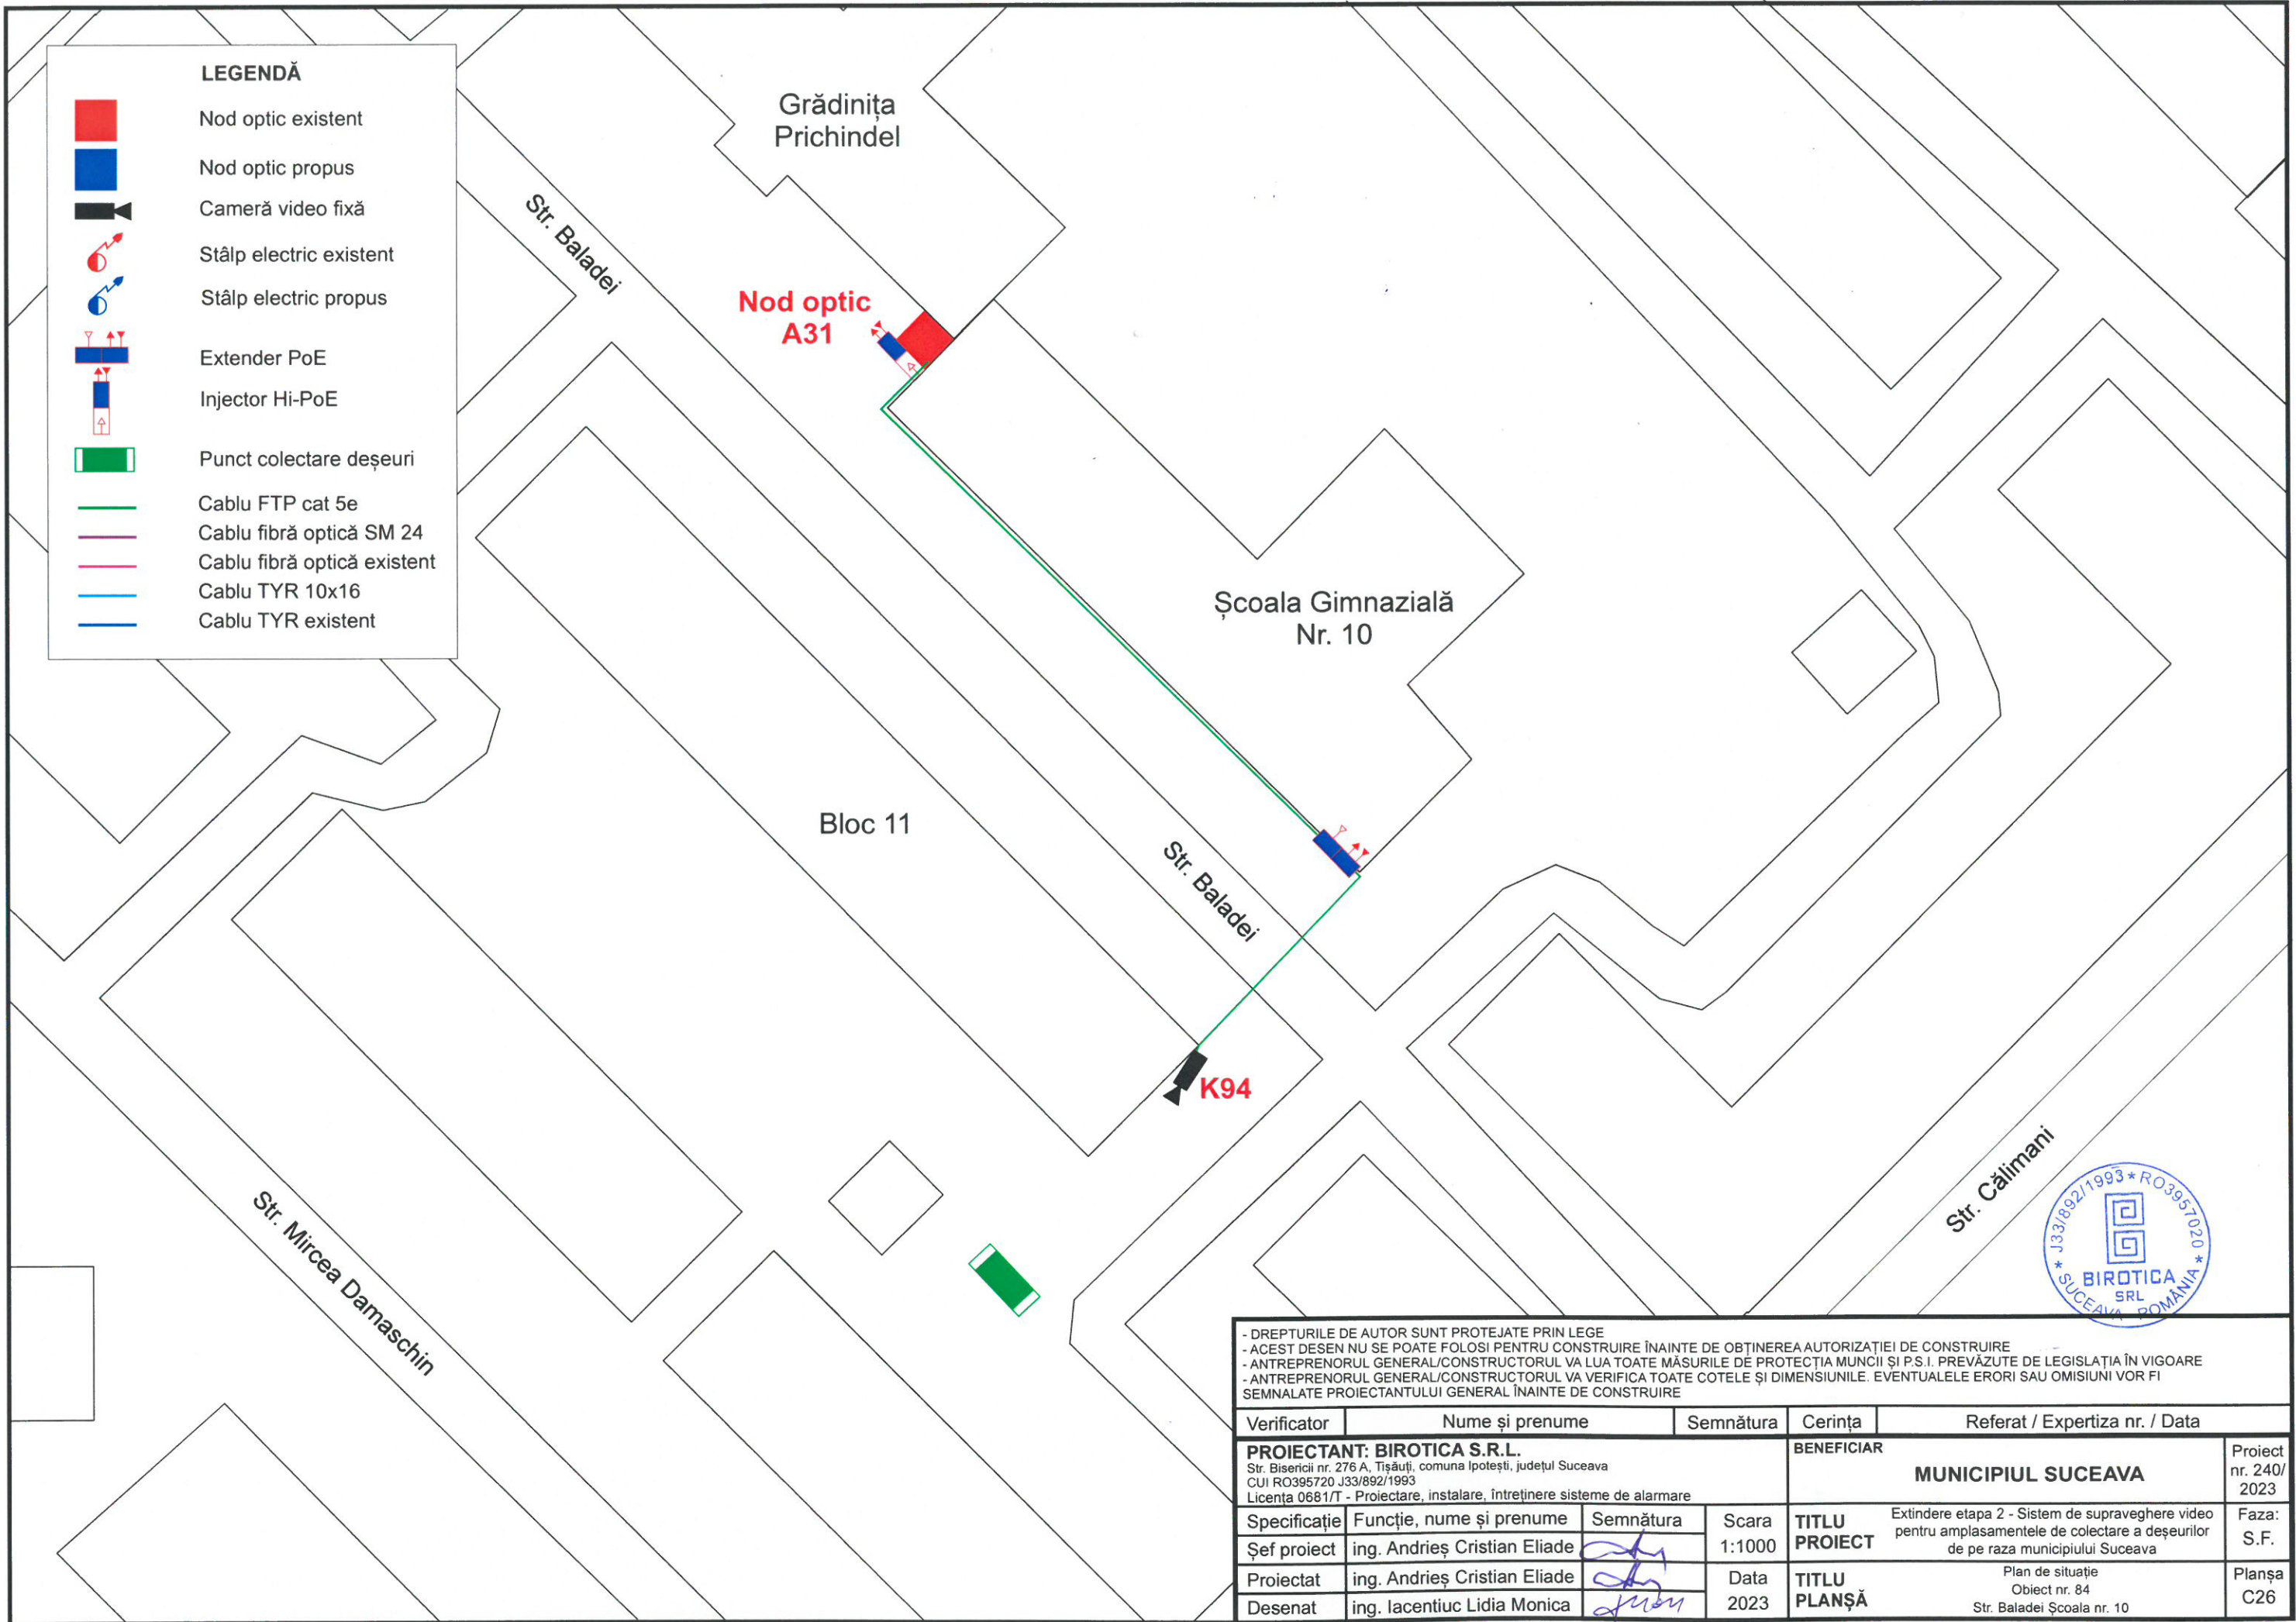 LEGENDĂ
Nod optic existent
Nod optic propus
Cameră video fixă
Stâlp electric existent
Stâlp electric propus
Extender PoE
Injector Hi-PoE
Punct colectare deșeuri
Cablu FTP cat 5e
Cablu fibră optică SM 24
Cablu fibră optică existent
Cablu TYR 10x16
Cablu TYR existent
Grădinița
Prichindel
Str. Baladei
Nod optic
A31
Școala Gimnazială
Nr. 10
Bloc 11
Str. Baladei
K94
Str. Mircea Damaschin
Str. Călimani
* J33/892/1993 * RO3957020 *
BIROTICA
SRL
SUCEAVA ROMÂNIA
- DREPTURILE DE AUTOR SUNT PROTEJATE PRIN LEGE
- ACEST DESEN NU SE POATE FOLOSI PENTRU CONSTRUIRE ÎNAINTE DE OBȚINEREA AUTORIZAȚIEI DE CONSTRUIRE
- ANTREPRENORUL GENERAL/CONSTRUCTORUL VA LUA TOATE MĂSURILE DE PROTECȚIA MUNCII ȘI P.S.I. PREVĂZUTE DE LEGISLAȚIA ÎN VIGOARE
- ANTREPRENORUL GENERAL/CONSTRUCTORUL VA VERIFICA TOATE COTELE ȘI DIMENSIUNILE. EVENTUALELE ERORI SAU OMISIUNI VOR FI
SEMNALATE PROIECTANTULUI GENERAL ÎNAINTE DE CONSTRUIRE
Verificator Nume și prenume Semnătura Cerința Referat / Expertiza nr. / Data
PROIECTANT: BIROTICA S.R.L.
Str. Bisericii nr. 276 A, Tișăuți, comuna Ipotești, județul Suceava
CUI RO395720 J33/892/1993
Licența 0681/T - Proiectare, instalare, întreținere sisteme de alarmare
BENEFICIAR
MUNICIPIUL SUCEAVA
Proiect
nr. 240/
2023
Specificație Funcție, nume și prenume Semnătura
Șef proiect ing. Andrieș Cristian Eliade
Proiectat ing. Andrieș Cristian Eliade
Desenat ing. Iacentiuc Lidia Monica
Scara
1:1000
Data
2023
TITLU
PROIECT
Extindere etapa 2 - Sistem de supraveghere video
pentru amplasamentele de colectare a deșeurilor
de pe raza municipiului Suceava
Faza:
S.F.
TITLU
PLANȘĂ
Plan de situație
Obiect nr. 84
Str. Baladei Școala nr. 10
Planșa
C26